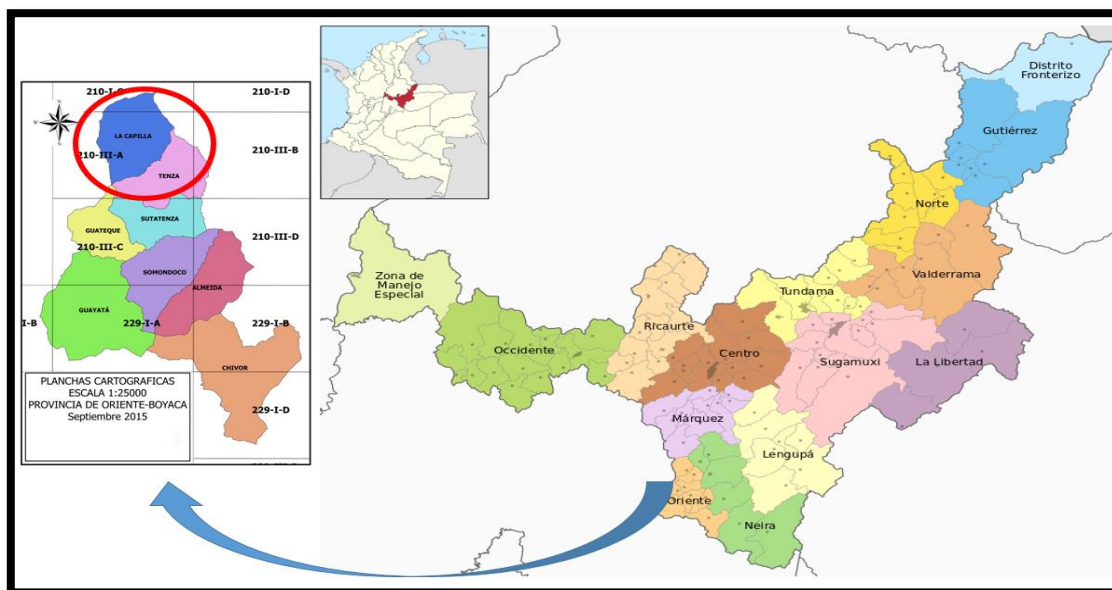 210-I-D
LA CAPILLA
210-III-A
210-III-B
TENZA
SUTATENZA
GUATEQUE
210-III-C
210-III-D
SOMONDOCO
ALMEIDA
GUAYATÁ
I-B
229-I-A
229-I-B
CHIVOR
229-I-D
PLANCHAS CARTOGRAFICAS
ESCALA 1:25000
PROVINCIA DE ORIENTE-BOYACA
Septiembre 2015
Distrito
Fronterizo
Gutiérrez
Norte
Valderrama
Zona de
Manejo
Especial
Tundama
Ricaurte
Occidente
Centro
Sugamuxi
La Libertad
Márquez
Lengupá
Oriente
Neira